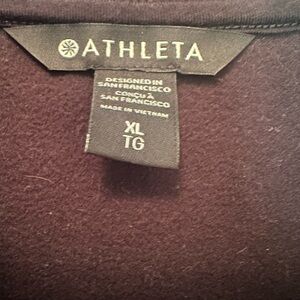 ATHLETA
DESIGNED IN
SAN FRANCISCO
CONÇU À
SAN FRANCISCO
MADE IN VIETNAM
XL
TG